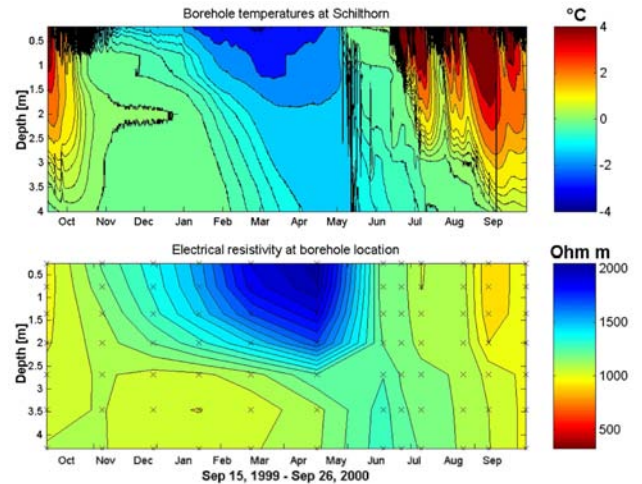 Borehole temperatures at Schilthorn
°C
0.5
1
1.5
2
2.5
3
3.5
4
Depth [m]
Oct Nov Dec Jan Feb Mar Apr May Jun Jul Aug Sep
4
2
0
-2
-4
Electrical resistivity at borehole location
Ohm m
0.5
1
1.5
2
2.5
3
3.5
4
Depth [m]
Oct Nov Dec Jan Feb Mar Apr May Jun Jul Aug Sep
2000
1500
1000
500
Sep 15, 1999 - Sep 26, 2000